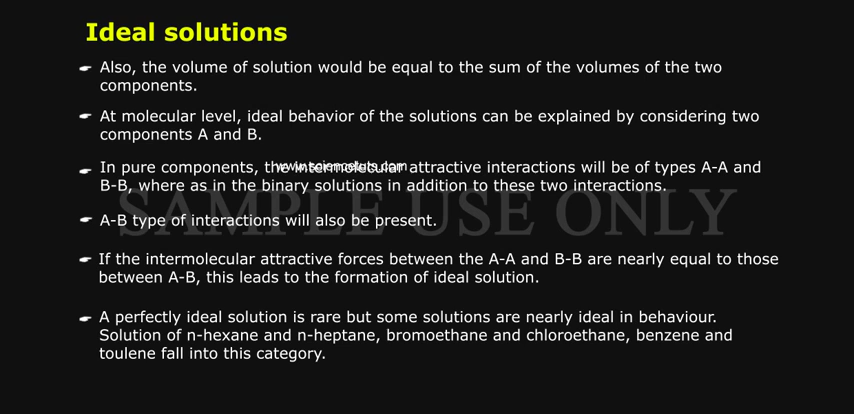 Ideal solutions
Also, the volume of solution would be equal to the sum of the volumes of the two
components.
At molecular level, ideal behavior of the solutions can be explained by considering two
components A and B.
In pure components, the intermolecular attractive interactions will be of types A-A and
www.sciencetuts.com
B-B, where as in the binary solutions in addition to these two interactions.
SAMPLE USE ONLY
A-B type of interactions will also be present.
If the intermolecular attractive forces between the A-A and B-B are nearly equal to those
between A-B, this leads to the formation of ideal solution.
A perfectly ideal solution is rare but some solutions are nearly ideal in behaviour.
Solution of n-hexane and n-heptane, bromoethane and chloroethane, benzene and
toulene fall into this category.